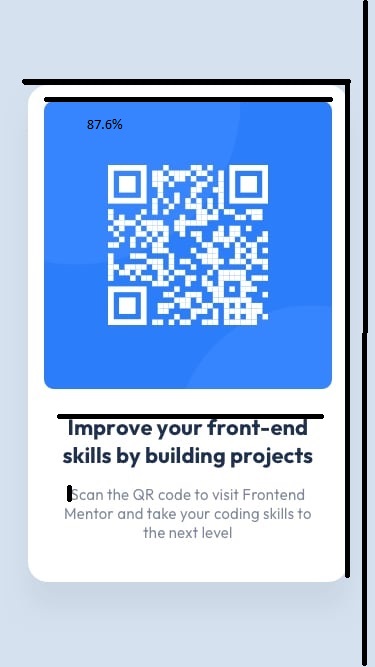 87.6%
Improve your front-end
skills by building projects
Scan the QR code to visit Frontend
Mentor and take your coding skills to
the next level